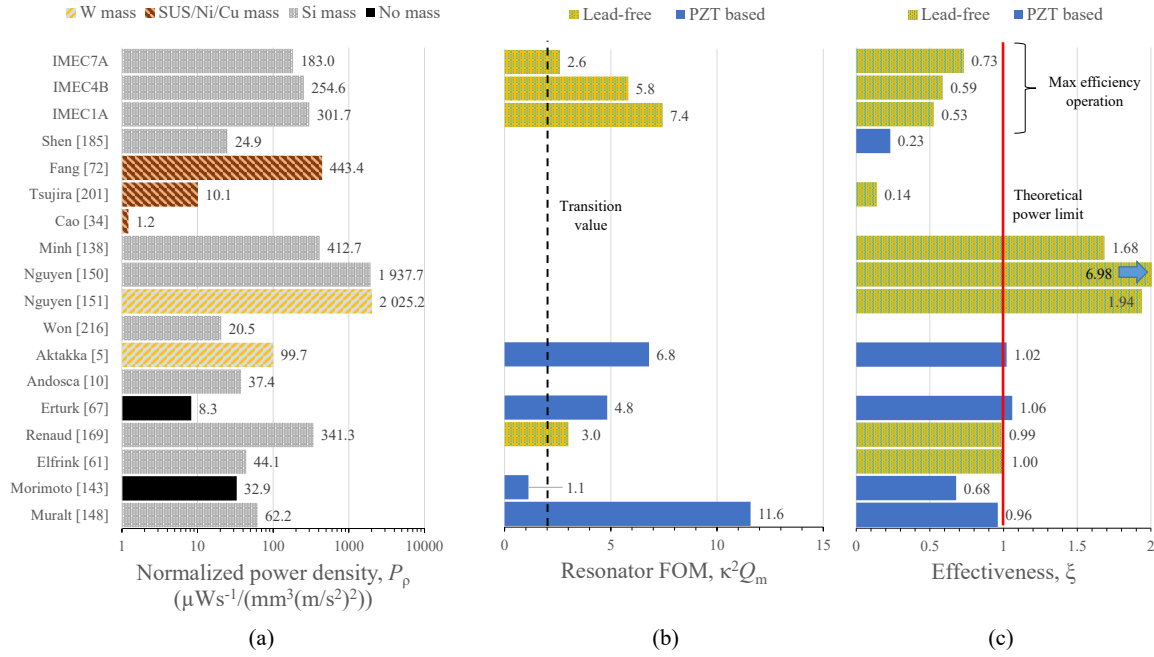 W mass
SUS/Ni/Cu mass
Si mass
No mass
IMEC7A
IMEC4B
IMEC1A
Shen [185]
Fang [72]
Tsujira [201]
Cao [34]
Minh [138]
Nguyen [150]
Nguyen [151]
Won [216]
Aktakka [5]
Andosca [10]
Erturk [67]
Renaud [169]
Elfrink [61]
Morimoto [143]
Muralt [148]
183.0
254.6
301.7
24.9
443.4
10.1
1.2
412.7
1 937.7
2 025.2
20.5
99.7
37.4
8.3
341.3
44.1
32.9
62.2
1 10 100 1000 10000
Normalized power density, Pρ
(µWs⁻¹/(mm³(m/s²)²))
(a)
Lead-free
PZT based
2.6
5.8
7.4
Transition
value
6.8
4.8
3.0
1.1
11.6
0 5 10 15
Resonator FOM, κ²Qm
(b)
Lead-free
PZT based
0.73
0.59
0.53
0.23
0.14
Max efficiency
operation
Theoretical
power limit
1.68
6.98
1.94
1.02
1.06
0.99
1.00
0.68
0.96
0 0.5 1 1.5 2
Effectiveness, ξ
(c)